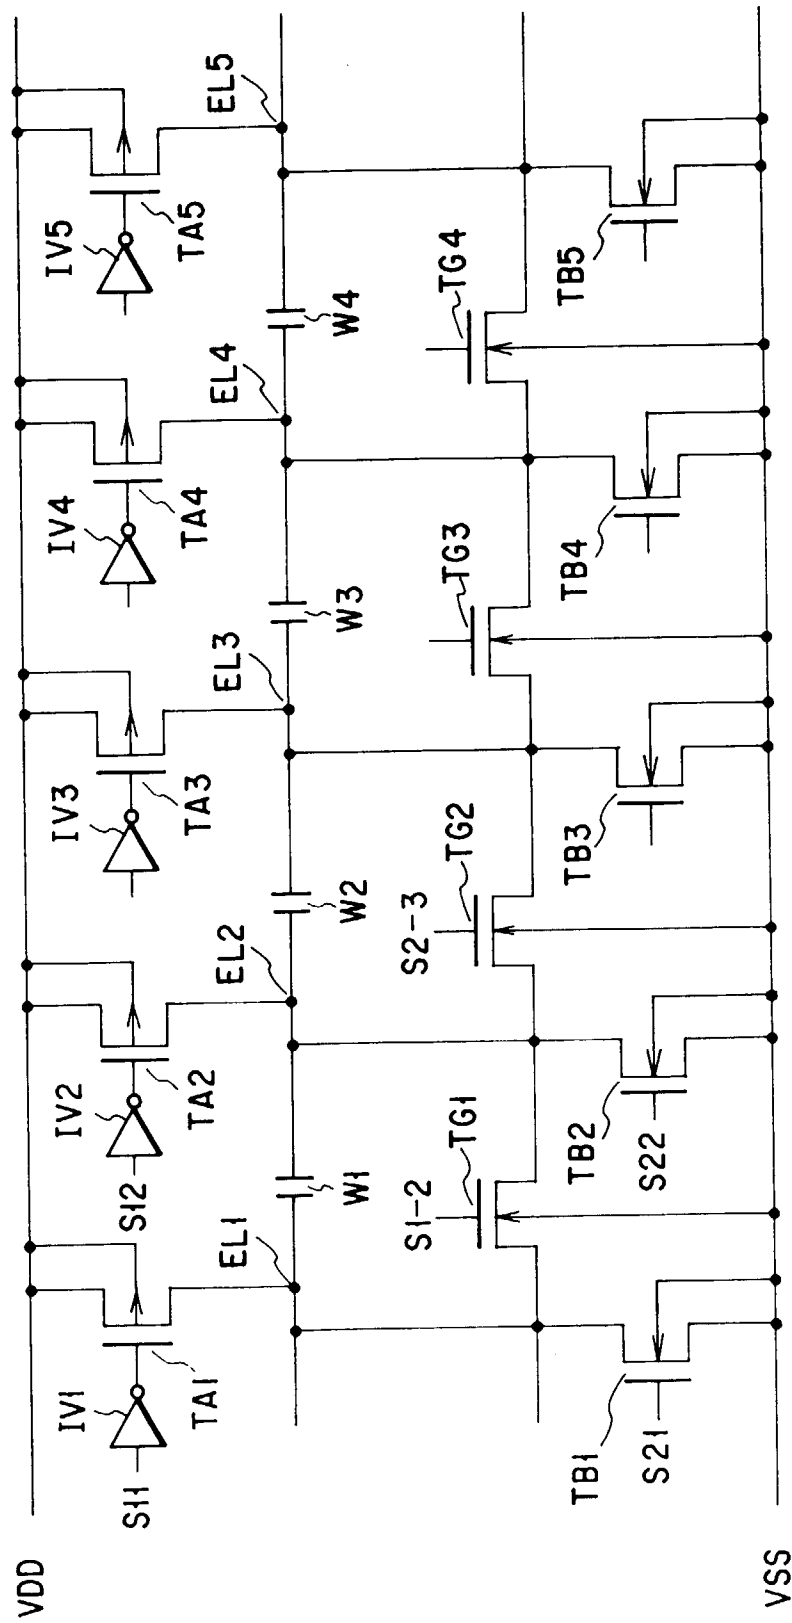 VDD
S11
IV1
TA1
S12
IV2
TA2
IV3
TA3
IV4
TA4
IV5
TA5
EL1
EL2
EL3
EL4
EL5
W1
W2
W3
W4
S1-2
TG1
S2-3
TG2
TG3
TG4
TB1
S21
TB2
S22
TB3
TB4
TB5
VSS